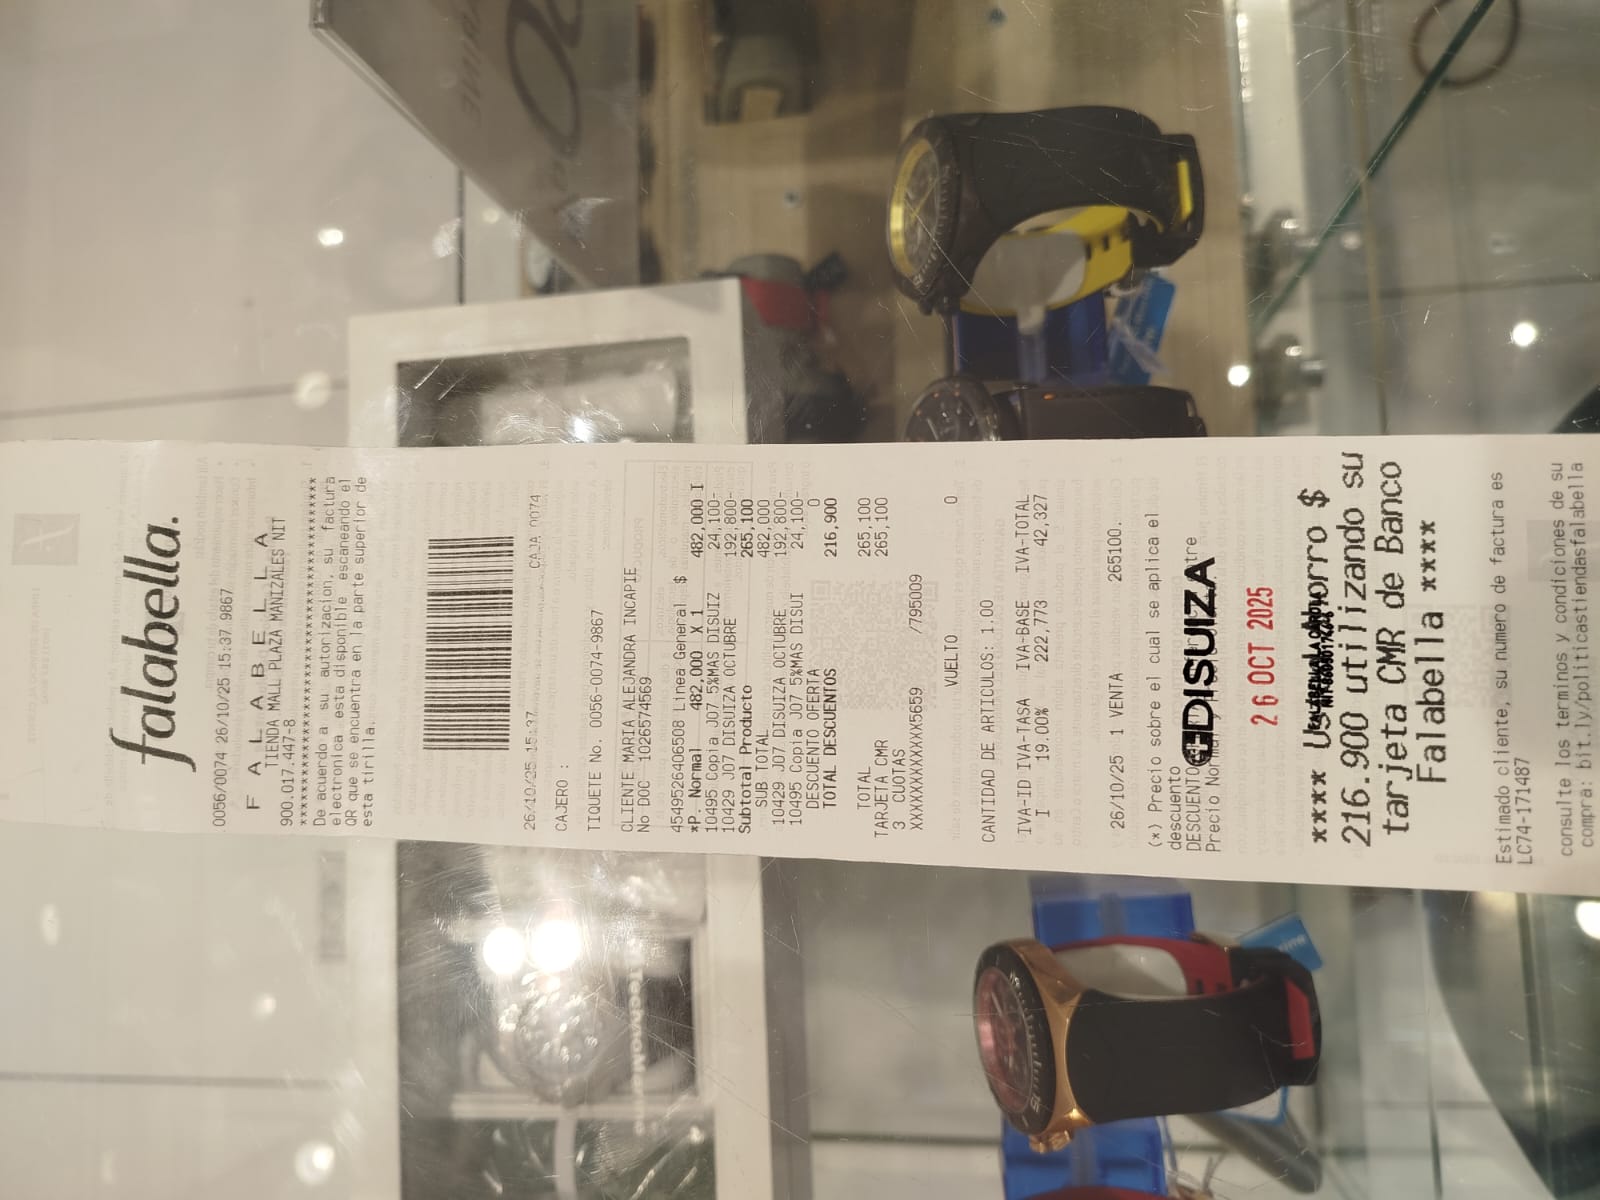 falabella.
0056/0074 26/10/25 15:37 9867
F A L A B E L L A
TIENDA MALL PLAZA MANIZALES NIT
900.017.447-8
De acuerdo a su autorizacion, su factura
electronica esta disponible escaneando el
QR que se encuentra en la parte superior de
esta tirilla.
26/10/25 15:37 CAJA 0074
CAJERO :
TIQUETE No. 0056-0074-9867
CLIENTE MARIA ALEJANDRA INCAPIE
No DOC 1026674569
4549526406508 Linea General $
*P. Normal 482,000 X 1 482,000 I
10495 Copia J07 5%MAS DISUIZ 24,100-
10429 J07 DISUIZA OCTUBRE 192,800-
Subtotal Producto 265,100
SUB TOTAL 482,000
10429 J07 DISUIZA OCTUBRE 192,800-
10495 Copia J07 5%MAS DISUI 24,100-
DESCUENTO OFERTA 0
TOTAL DESCUENTOS 216,900
TOTAL 265,100
TARJETA CMR 265,100
3 CUOTAS
XXXXXXXXXXXX5659 /795009
VUELTO 0
CANTIDAD DE ARTICULOS: 1,00
IVA-ID IVA-TASA IVA-BASE IVA-TOTAL
I 19.00% 222,773 42,327
26/10/25 1 VENTA 265100.
(x) Precio sobre el cual se aplica el
descuento
DESCUENTO
EDISUIZA
26 OCT 2025
216.900 utilizando su
tarjeta CMR de Banco
Falabella ****
Estimado cliente, su numero de factura es
LC74-171487
consulte los terminos y condiciones de su
compra: bit.ly/politicastiendasfalabella